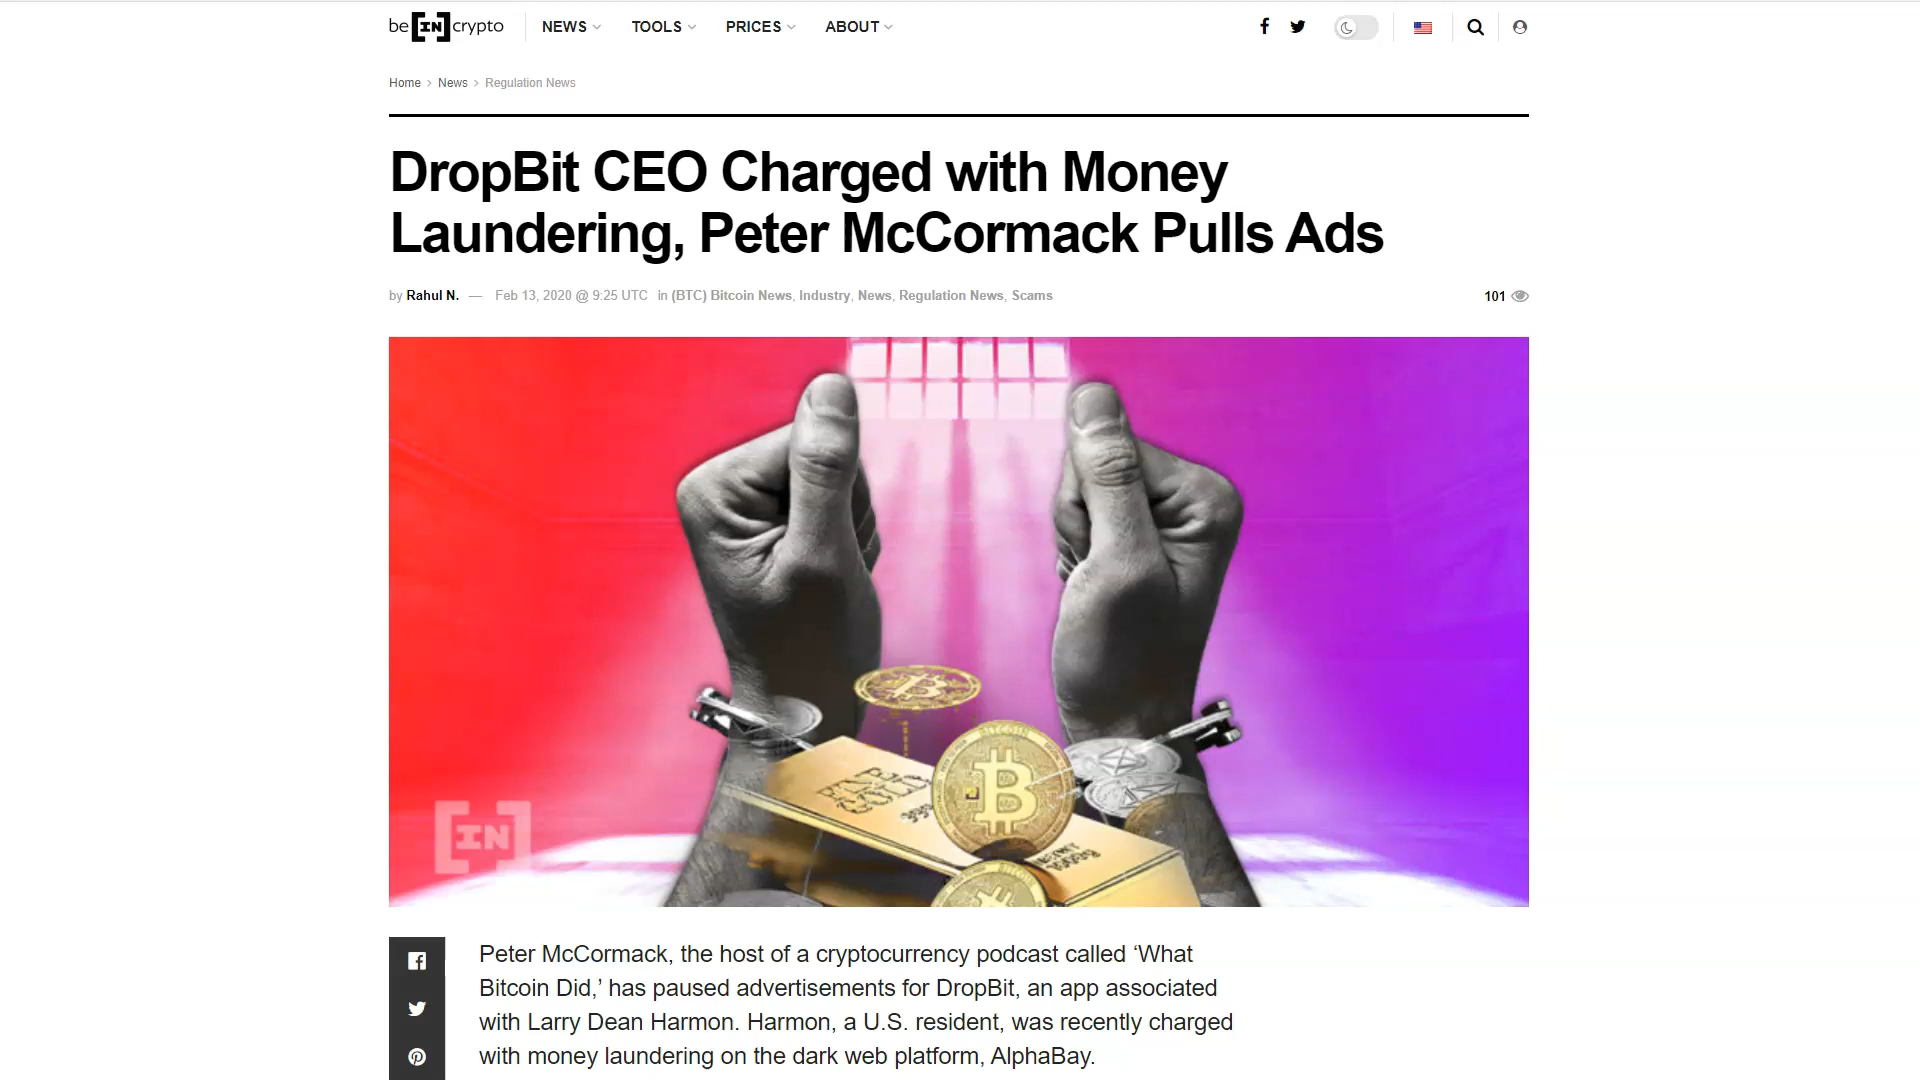 be[IN]crypto NEWS TOOLS PRICES ABOUT
Home > News > Regulation News
DropBit CEO Charged with Money
Laundering, Peter McCormack Pulls Ads
by Rahul N. — Feb 13, 2020 @ 9:25 UTC in (BTC) Bitcoin News, Industry, News, Regulation News, Scams 101
BITCOIN
[IN]
Peter McCormack, the host of a cryptocurrency podcast called ‘What
Bitcoin Did,’ has paused advertisements for DropBit, an app associated
with Larry Dean Harmon. Harmon, a U.S. resident, was recently charged
with money laundering on the dark web platform, AlphaBay.